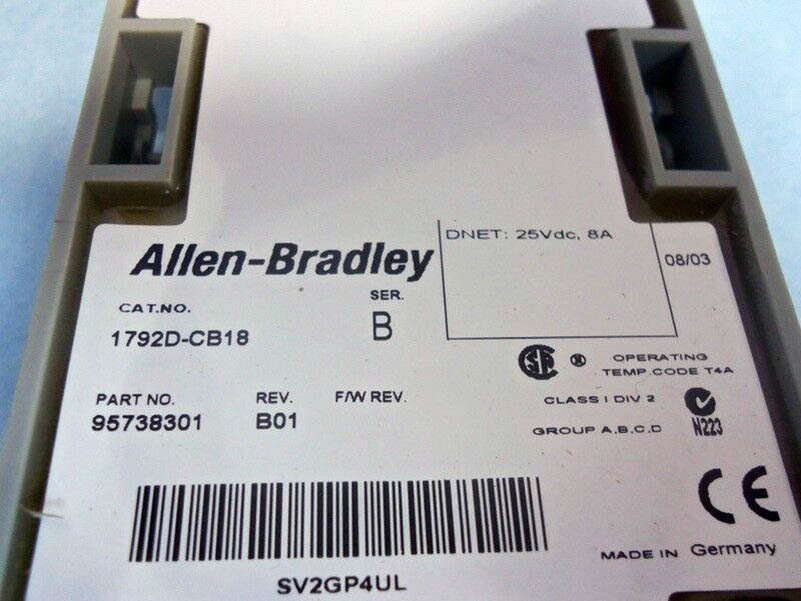 DNET: 25Vdc, 8A
Allen-Bradley
08/03
CAT.NO.
SER.
1792D-CB18
B
OPERATING
TEMP.CODE T4A
PART NO. REV. F/W REV.
CLASS I DIV 2
95738301 B01
GROUP A,B,C,D
N223
CE
MADE IN Germany
SV2GP4UL